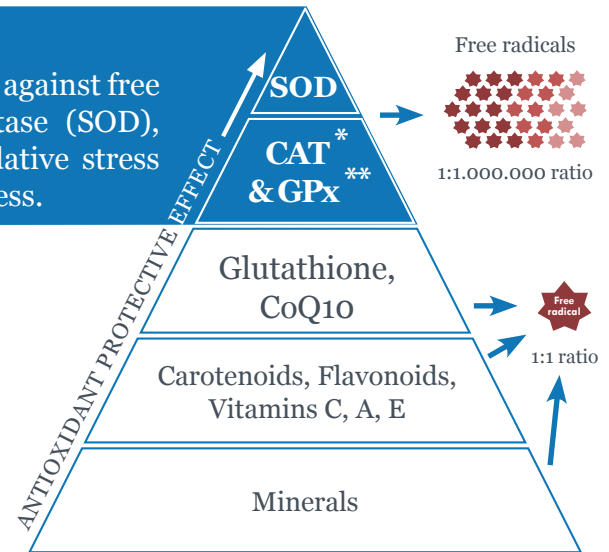 against free
tase (SOD),
lative stress
ess.
ANTIOXIDANT PROTECTIVE EFFECT
SOD
CAT *
& GPx **
Free radicals
1:1.000.000 ratio
Glutathione,
CoQ10
Free
radical
1:1 ratio
Carotenoids, Flavonoids,
Vitamins C, A, E
Minerals